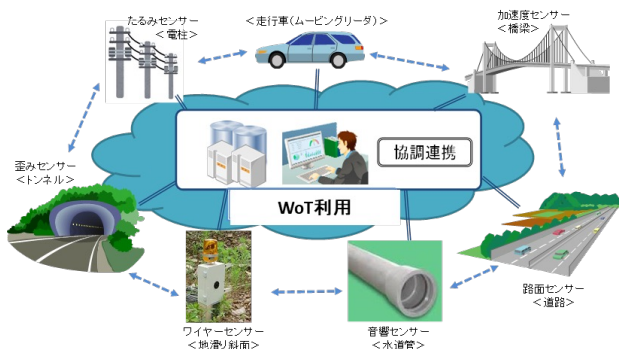 たるみセンサー
＜電柱＞
＜走行車（ムービングリーダ）＞
加速度センサー
＜橋梁＞
協調連携
歪みセンサー
＜トンネル＞
WoT利用
路面センサー
＜道路＞
ワイヤーセンサー
＜地滑り斜面＞
音響センサー
＜水道管＞